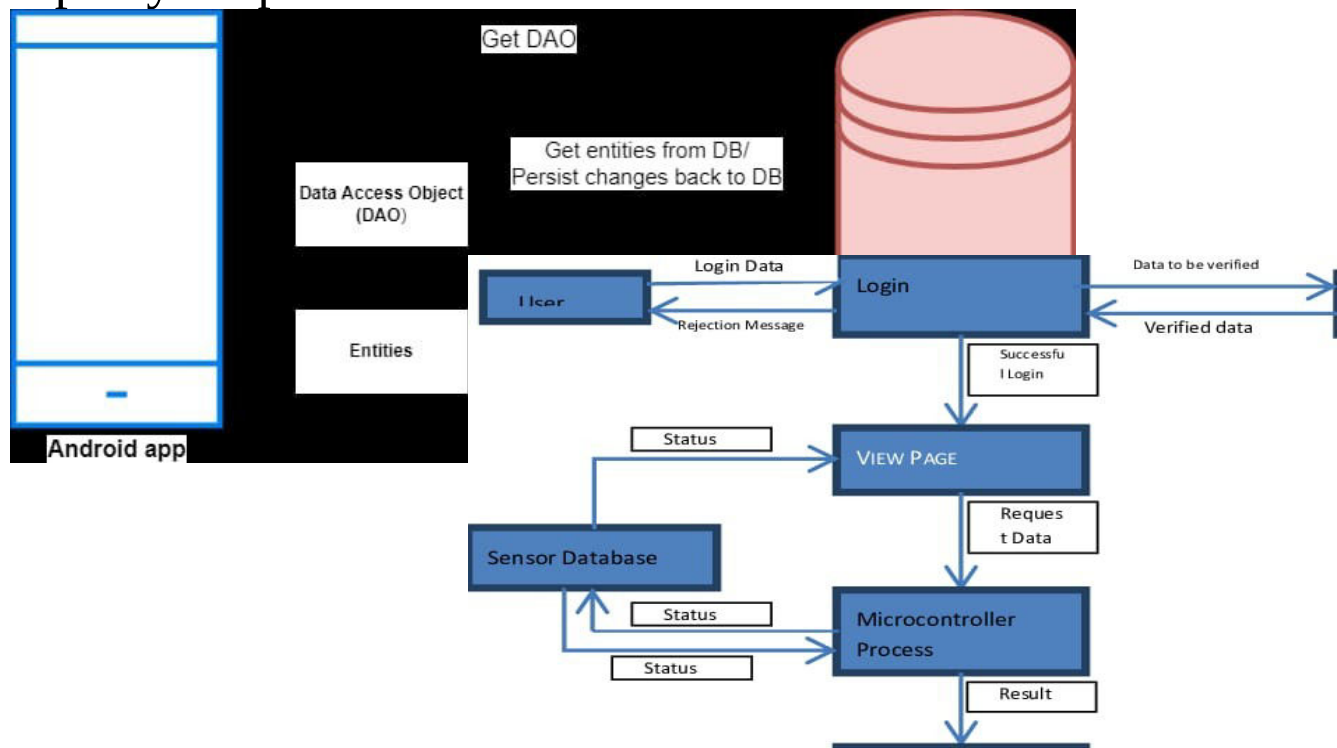 Get DAO
Get entities from DB/
Persist changes back to DB
Data Access Object
(DAO)
Entities
Android app
Login Data
Rejection Message
User
Login
Data to be verified
Verified data
Successfu
l Login
Status
VIEW PAGE
Reques
t Data
Sensor Database
Status
Status
Microcontroller
Process
Result